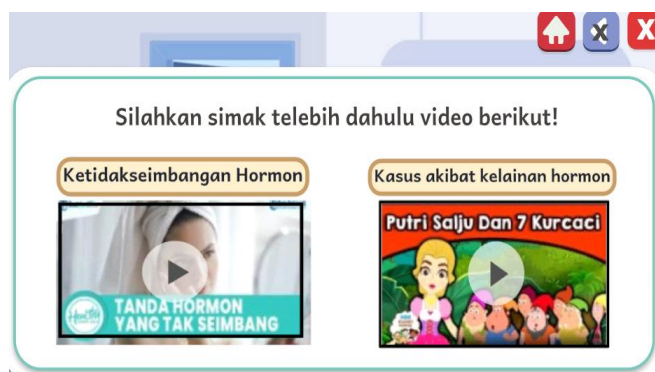 X
Silahkan simak telebih dahulu video berikut!
Ketidakseimbangan Hormon
Kasus akibat kelainan hormon
Putri Salju Dan 7 Kurcaci
TANDA HORMON
YANG TAK SEIMBANG